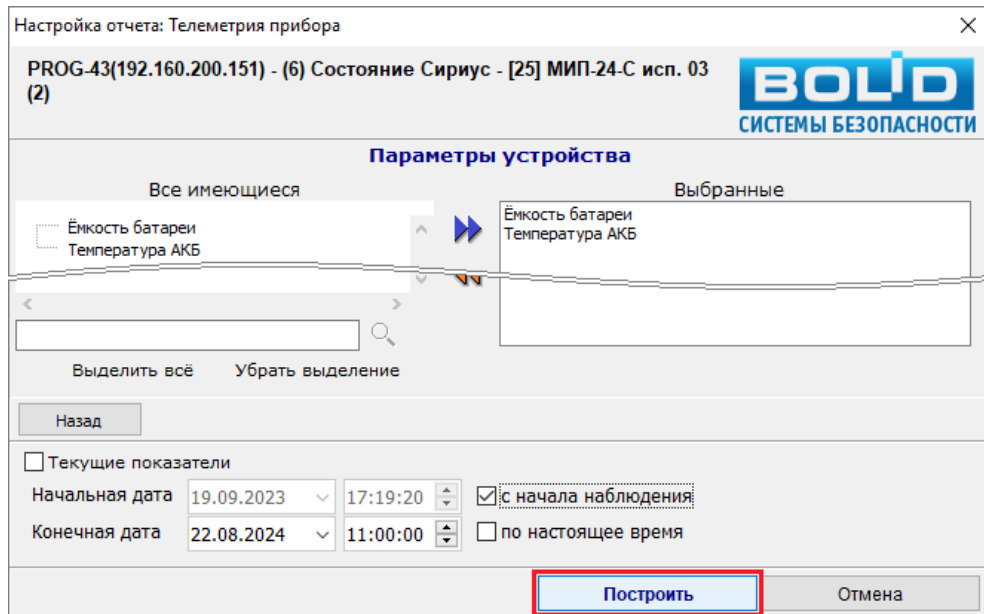 Настройка отчета: Телеметрия прибора
PROG-43(192.160.200.151) - (6) Состояние Сириус - [25] МИП-24-С исп. 03
(2)
BOLID
СИСТЕМЫ БЕЗОПАСНОСТИ
Параметры устройства
Все имеющиеся
Выбранные
Ёмкость батареи
Температура АКБ
Ёмкость батареи
Температура АКБ
Выделить всё Убрать выделение
Назад
Текущие показатели
Начальная дата 19.09.2023 17:19:20 с начала наблюдения
Конечная дата 22.08.2024 11:00:00 по настоящее время
Построить Отмена